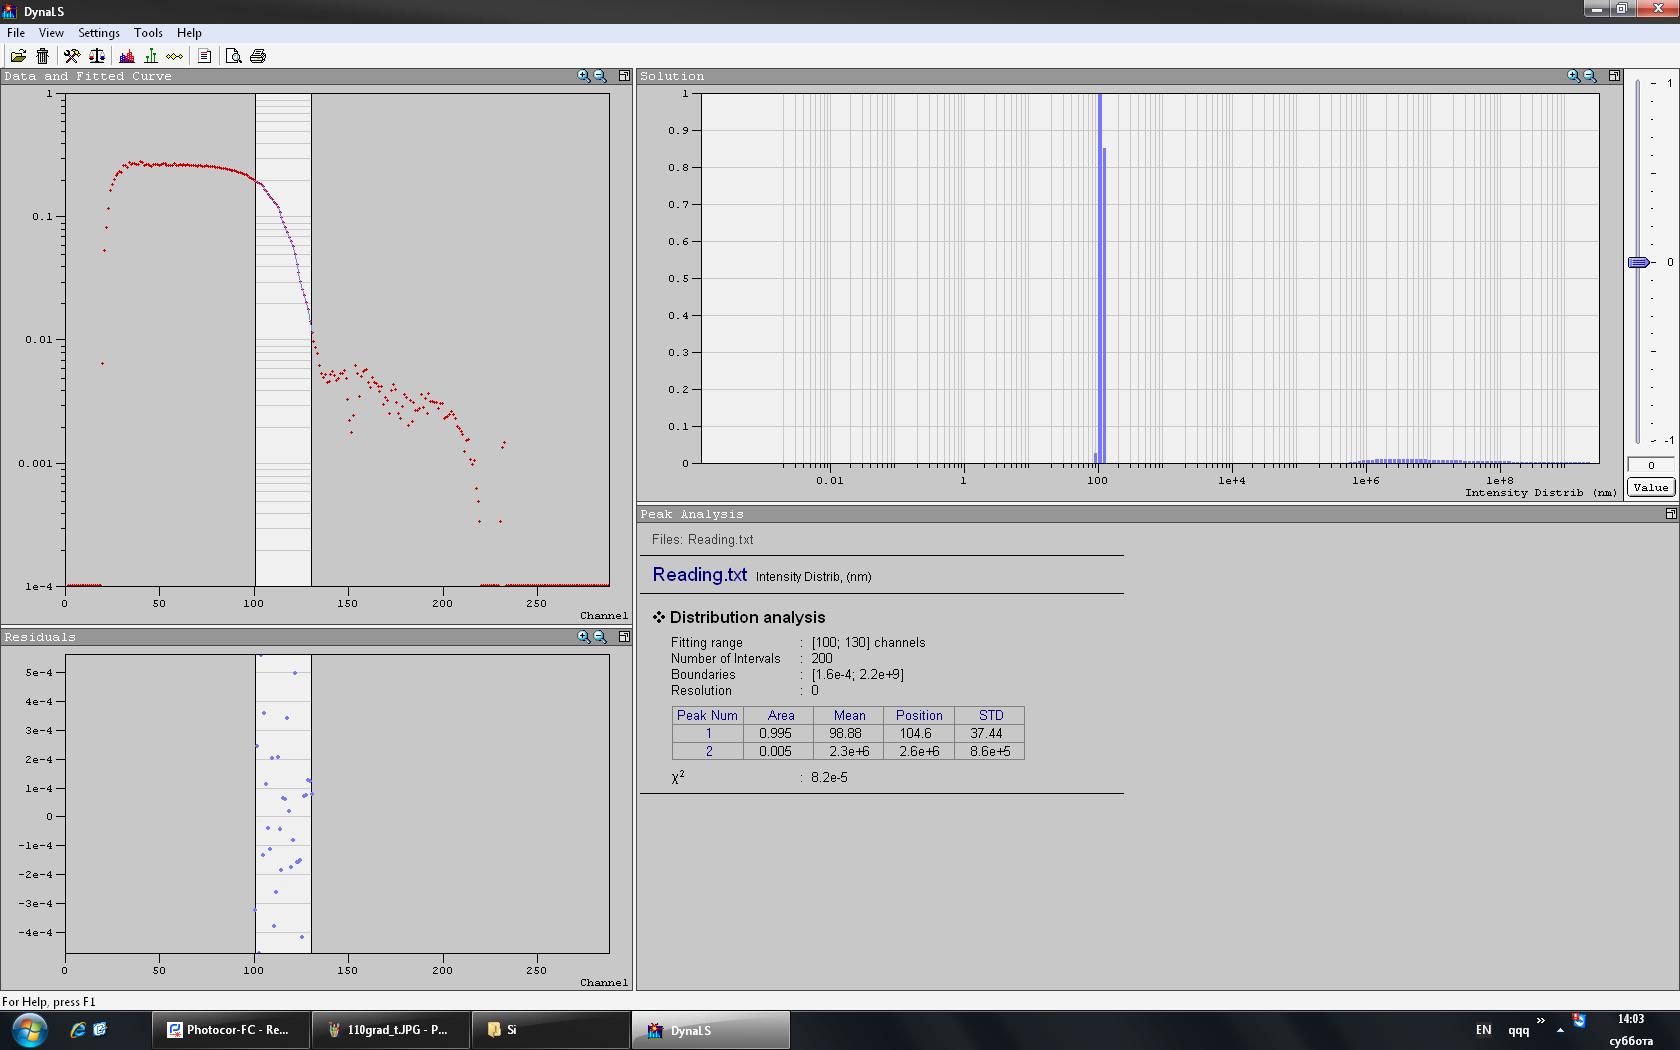 DynaLS
File View Settings Tools Help
Data and Fitted Curve
1
0.1
0.01
0.001
1e-4
0 50 100 150 200 250
Channel
Residuals
5e-4
4e-4
3e-4
2e-4
1e-4
0
-1e-4
-2e-4
-3e-4
-4e-4
0 50 100 150 200 250
Channel
Solution
1
0.9
0.8
0.7
0.6
0.5
0.4
0.3
0.2
0.1
0
0.01 1 100 1e+4 1e+6 1e+8
Intensity Distrib (nm)
1
0
-1
0
Value
Peak Analysis
Files: Reading.txt
Reading.txt Intensity Distrib, (nm)
Distribution analysis
Fitting range : [100; 130] channels
Number of Intervals : 200
Boundaries : [1.6e-4; 2.2e+9]
Resolution : 0
Peak Num Area Mean Position STD
1 0.995 98.88 104.6 37.44
2 0.005 2.3e+6 2.6e+6 8.6e+5
χ² : 8.2e-5
For Help, press F1
Photocor-FC - Re...
110grad_t.JPG - P...
Si
DynaLS
EN qqq »
14:03
суббота